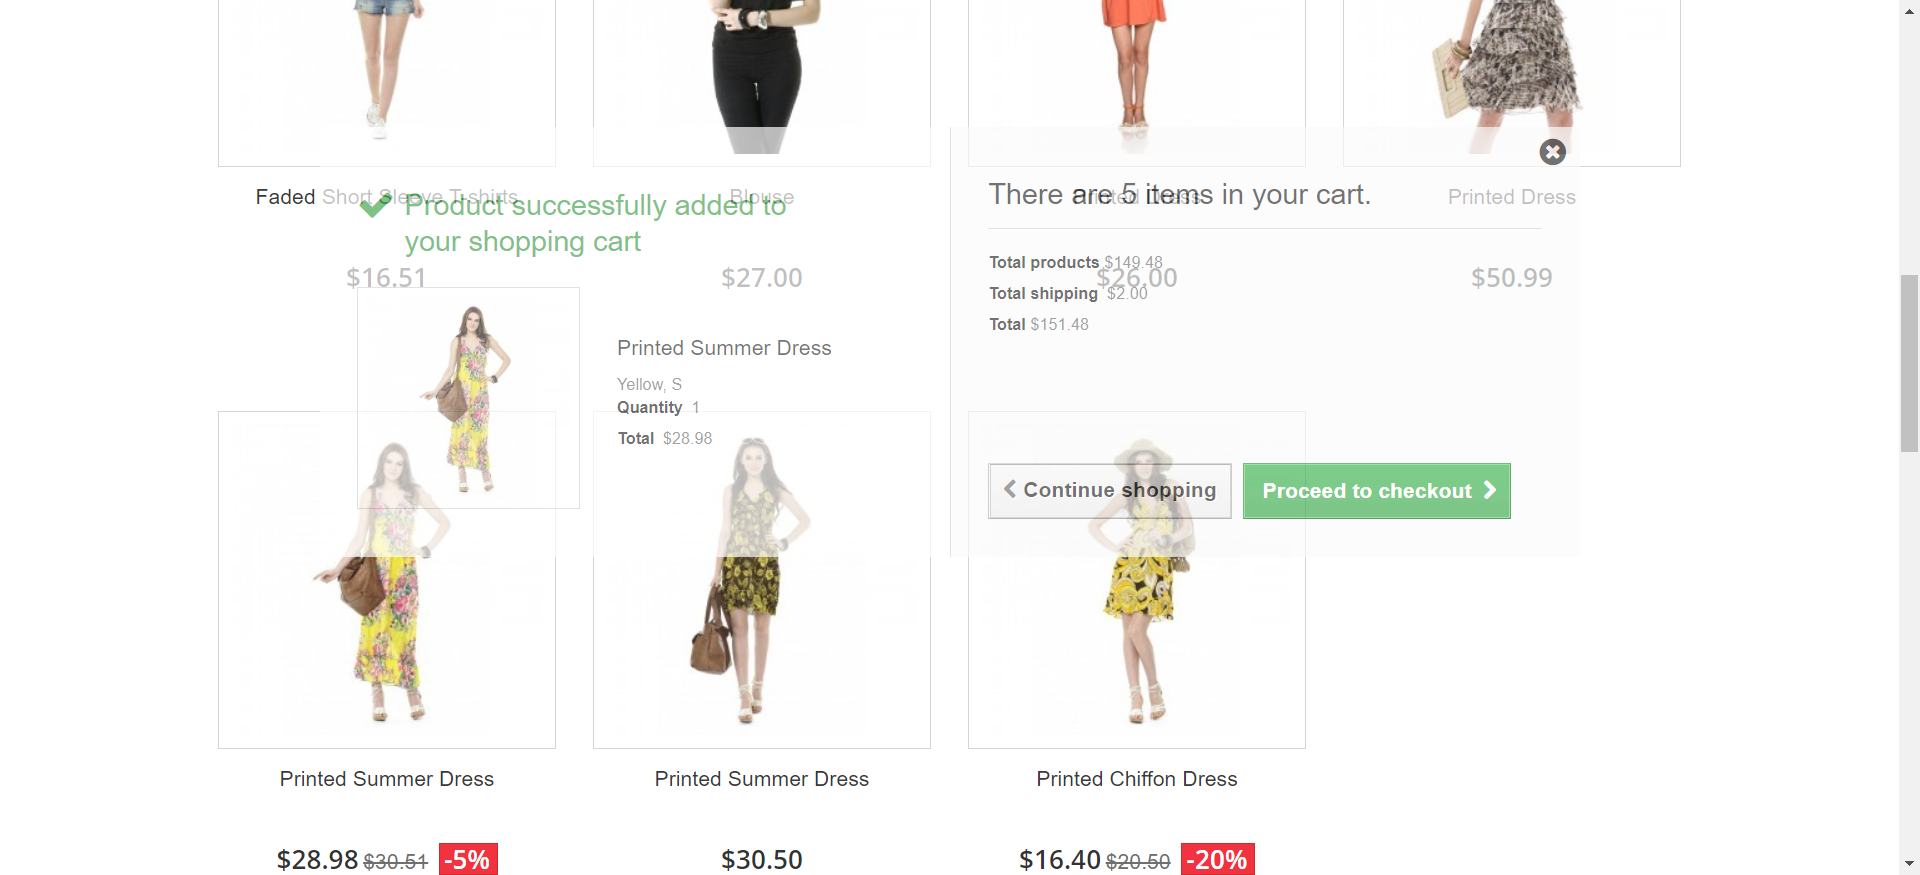 Faded Short Sleeve T-shirts
Blouse
Printed Dress
Printed Dress
$16.51
$27.00
$26.00
$50.99
Product successfully added to
your shopping cart
Printed Summer Dress
Yellow, S
Quantity 1
Total $28.98
There are 5 items in your cart.
Total products $149.48
Total shipping $2.00
Total $151.48
Continue shopping
Proceed to checkout
Printed Summer Dress
Printed Summer Dress
Printed Chiffon Dress
$28.98 $30.51 -5%
$30.50
$16.40 $20.50 -20%